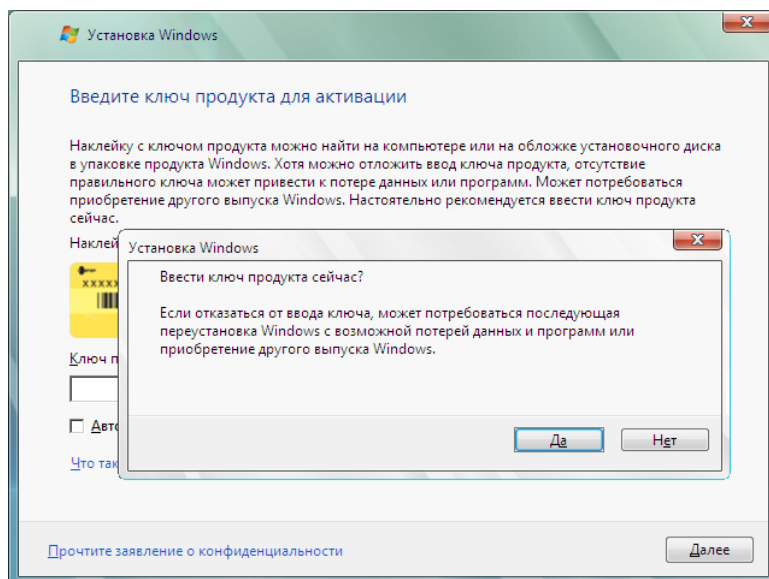 Установка Windows
Введите ключ продукта для активации
Наклейку с ключом продукта можно найти на компьютере или на обложке установочного диска
в упаковке продукта Windows. Хотя можно отложить ввод ключа продукта, отсутствие
правильного ключа может привести к потере данных или программ. Может потребоваться
приобретение другого выпуска Windows. Настоятельно рекомендуется ввести ключ продукта
сейчас.
Установка Windows
Ввести ключ продукта сейчас?
Если отказаться от ввода ключа, может потребоваться последующая
переустановка Windows с возможной потерей данных и программ или
приобретение другого выпуска Windows.
Да
Нет
Ключ
Что
Прочтите заявление о конфиденциальности
Далее